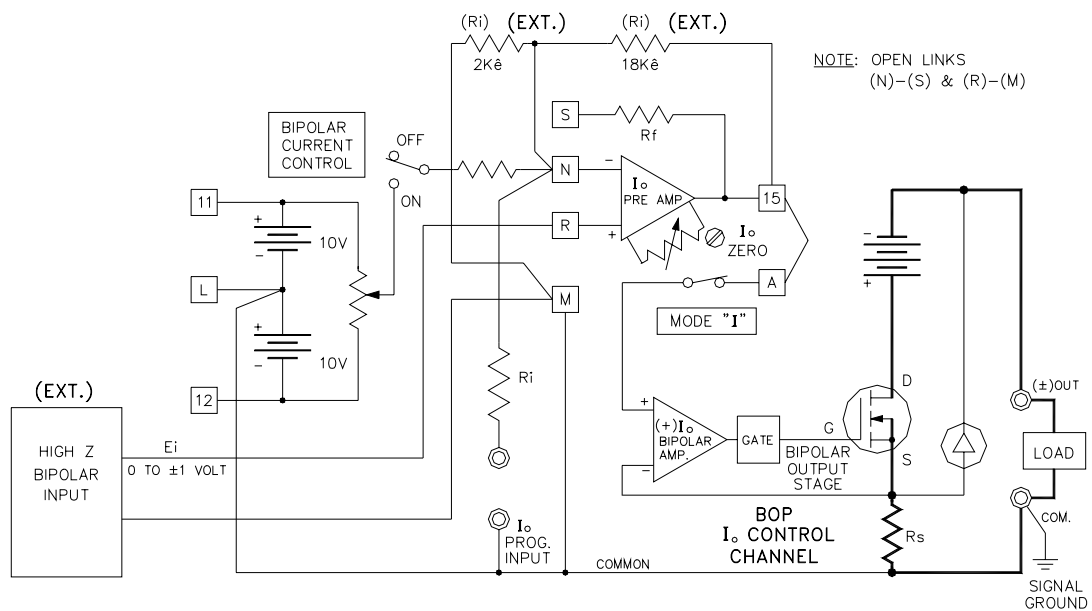 (Ri) (EXT.)
2Kê
(Ri) (EXT.)
18Kê
NOTE: OPEN LINKS
(N)-(S) & (R)-(M)
BIPOLAR
CURRENT
CONTROL
OFF
ON
S
Rf
N
-
Io
PRE AMP
15
R
+
Io
ZERO
11
+
10V
-
L
+
10V
-
12
M
A
MODE "I"
-
+
(EXT.)
HIGH Z
BIPOLAR
INPUT
Ei
0 TO ±1 VOLT
Ri
Io
PROG.
INPUT
+
(+)Io
BIPOLAR
AMP.
-
GATE
G
D
S
BIPOLAR
OUTPUT
STAGE
(±)OUT
LOAD
COM.
BOP
Io CONTROL
CHANNEL
Rs
COMMON
SIGNAL
GROUND